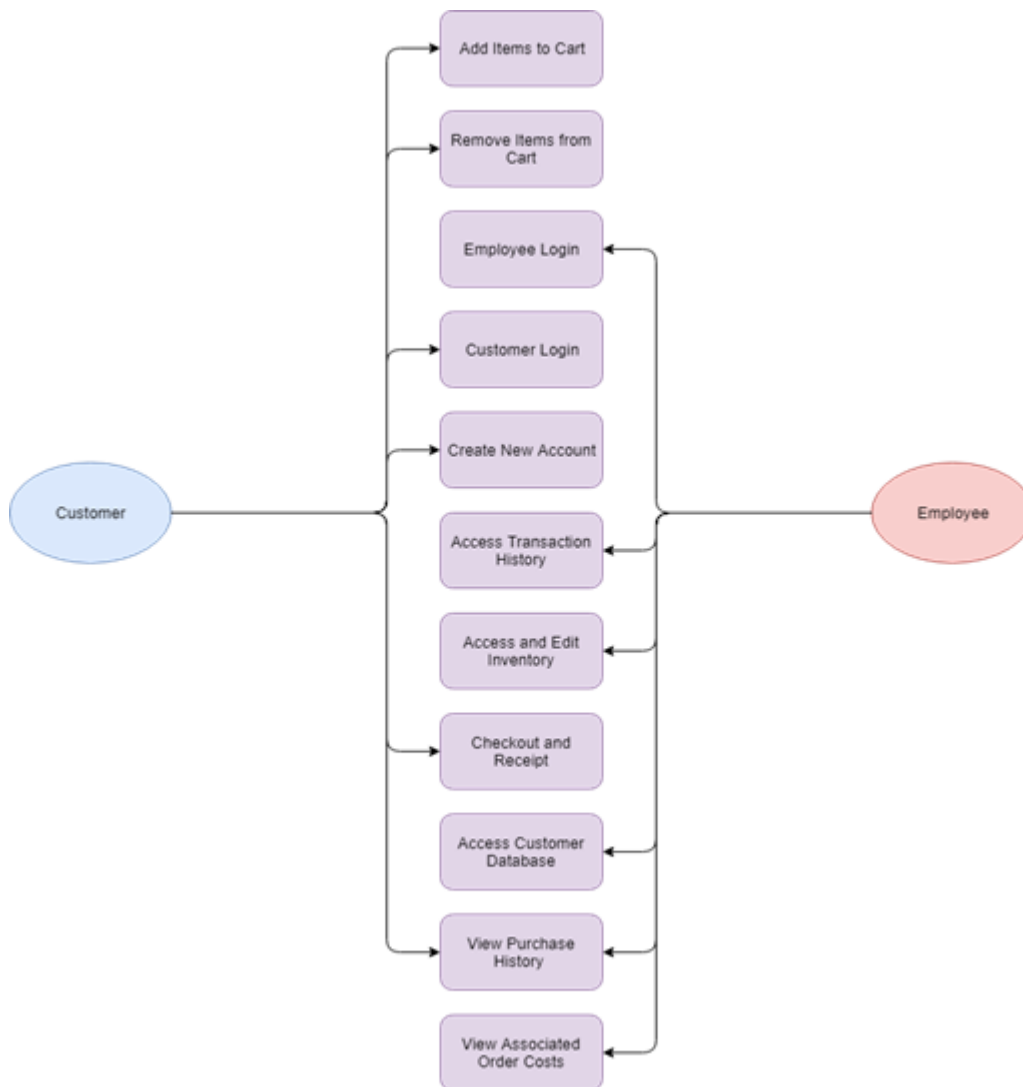 Add Items to Cart
Remove Items from
Cart
Employee Login
Customer Login
Create New Account
Customer
Employee
Access Transaction
History
Access and Edit
Inventory
Checkout and
Receipt
Access Customer
Database
View Purchase
History
View Associated
Order Costs